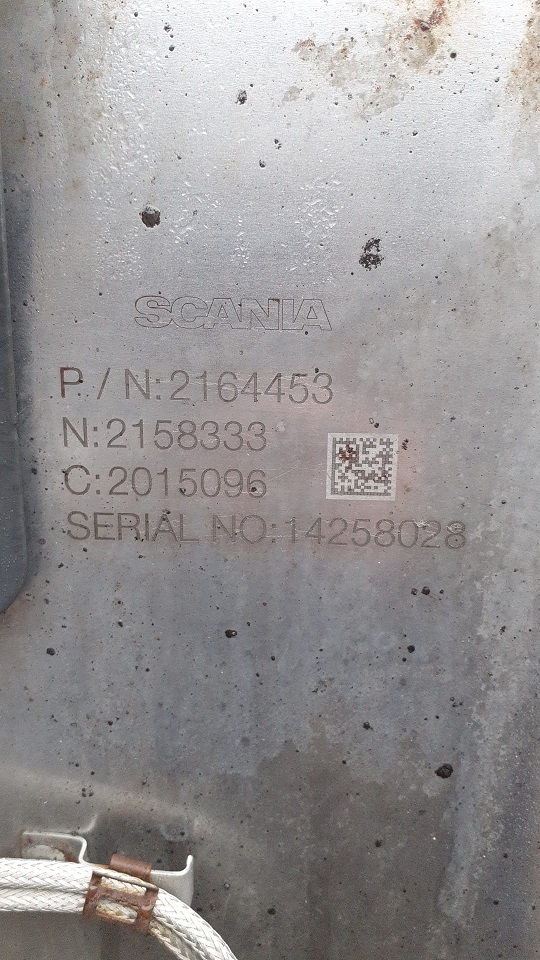 SCANIA
P / N: 2164453
N: 2158333
C: 2015096
SERIAL NO: 14258028